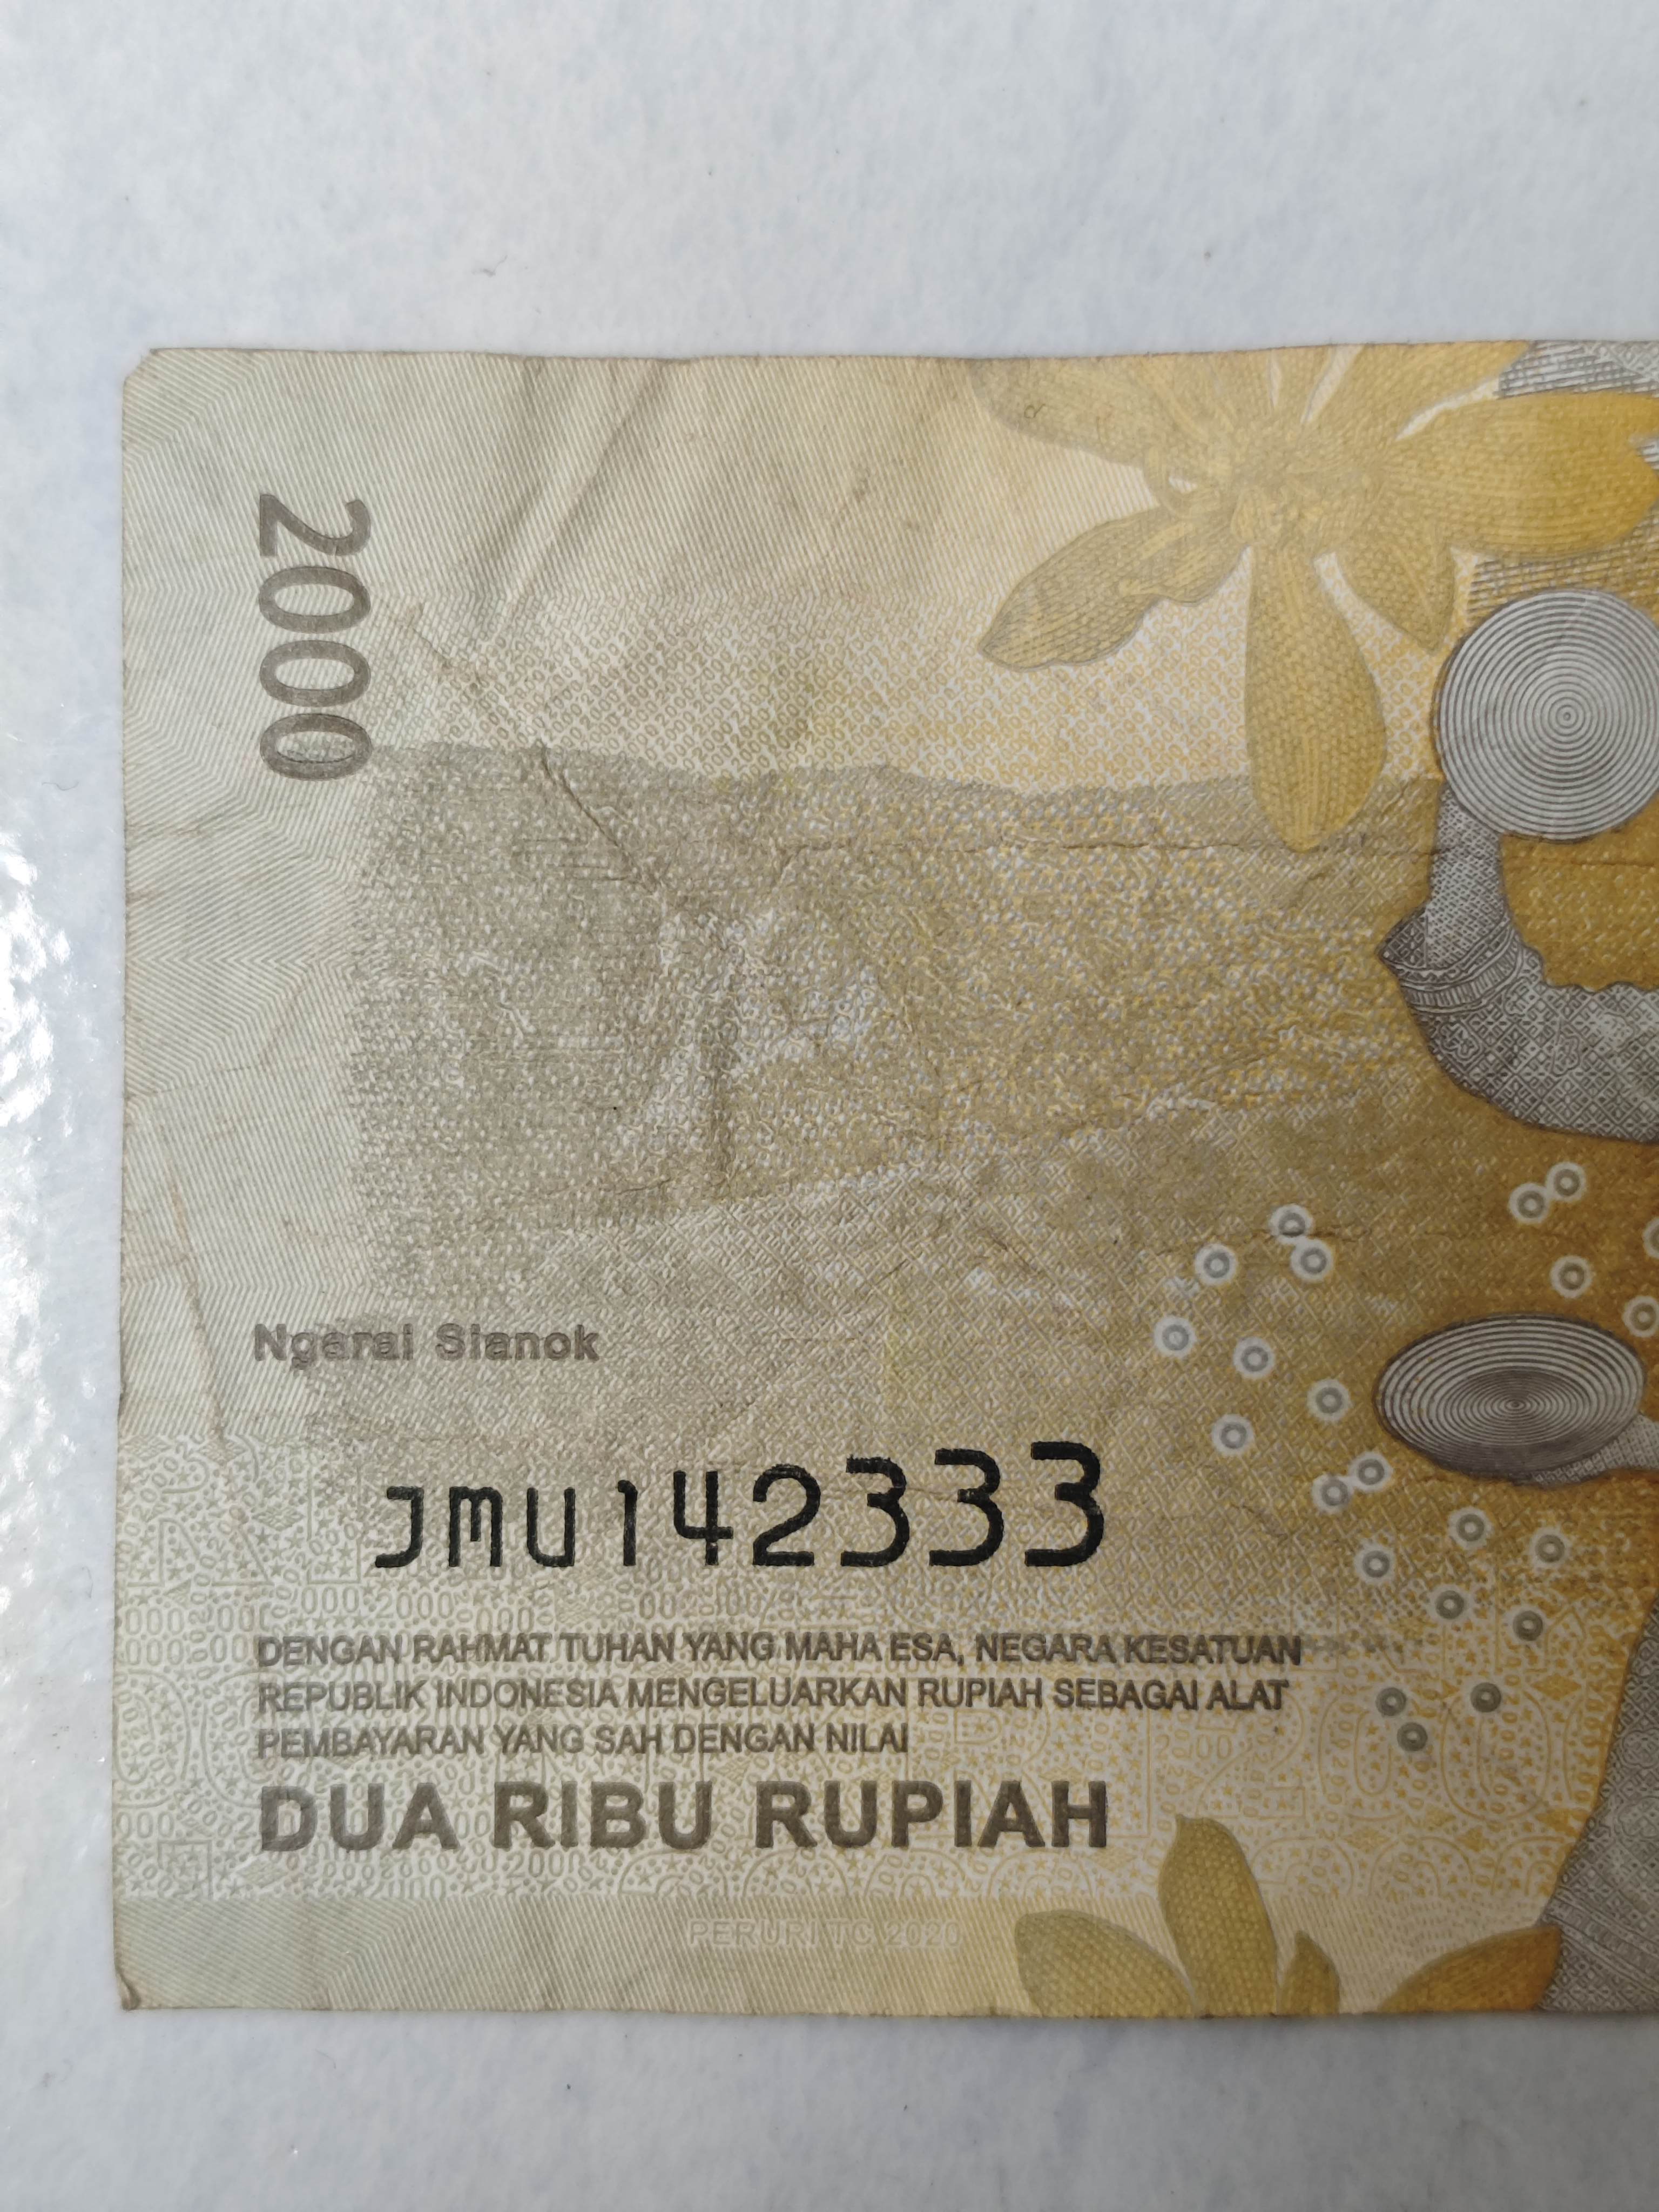 2000
Ngarai Sianok
JMU142333
DENGAN RAHMAT TUHAN YANG MAHA ESA, NEGARA KESATUAN
REPUBLIK INDONESIA MENGELUARKAN RUPIAH SEBAGAI ALAT
PEMBAYARAN YANG SAH DENGAN NILAI
DUA RIBU RUPIAH
PERURI TC 2020